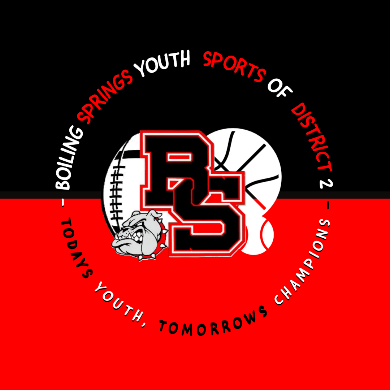 - BOILING SPRINGS YOUTH SPORTS OF DISTRICT 2 -
BS
TODAYS YOUTH, TOMORROWS CHAMPIONS